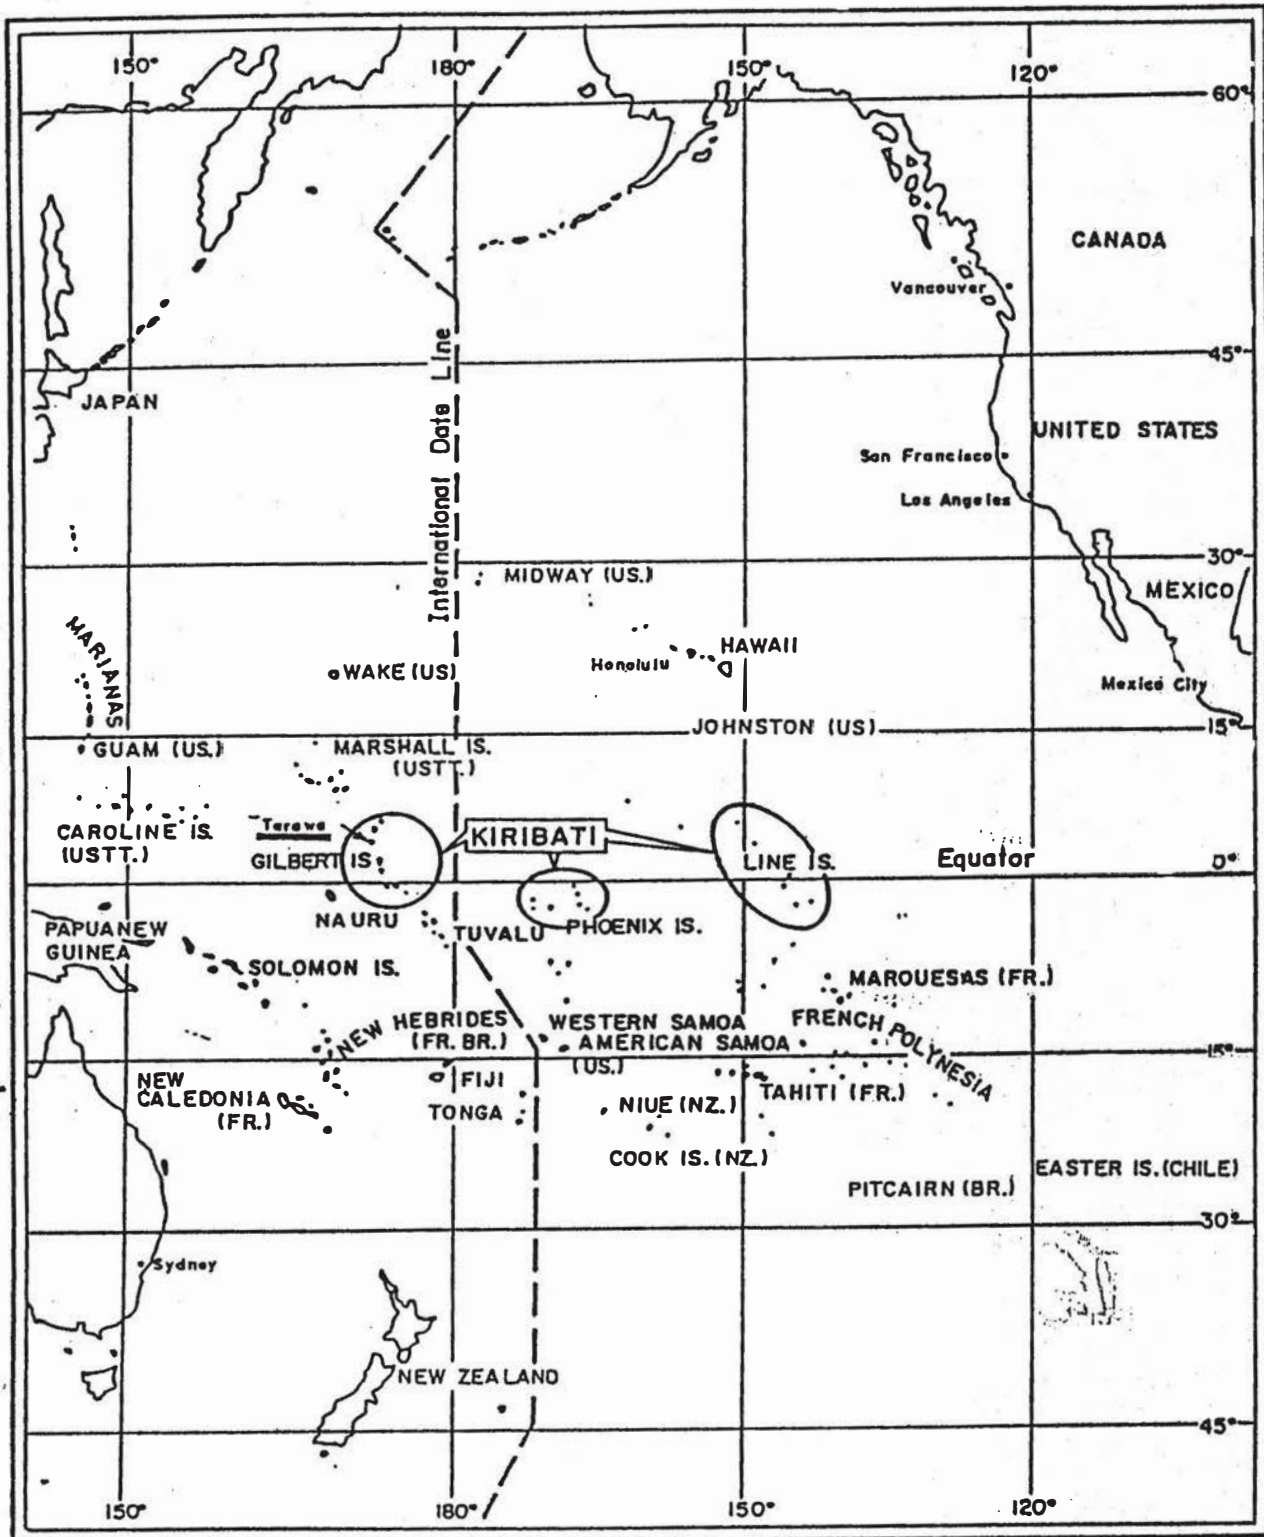 150° 180° 150° 120°
60°
CANADA
Vancouver
45°
JAPAN
International Date Line
UNITED STATES
San Francisco
Los Angeles
30°
MIDWAY (US.)
MEXICO
MARIANAS
HAWAII
Honolulu
WAKE (US)
Mexico City
JOHNSTON (US)
15°
GUAM (US.)
MARSHALL IS.
(USTT.)
Tarawa
KIRIBATI
CAROLINE IS.
(USTT.)
GILBERT IS
LINE IS.
Equator
0°
NAURU
PAPUANEW
GUINEA
TUVALU
PHOENIX IS.
SOLOMON IS.
MARQUESAS (FR.)
NEW HEBRIDES
(FR. BR.)
WESTERN SAMOA
AMERICAN SAMOA
(US.)
FRENCH POLYNESIA
15°
NEW
CALEDONIA
(FR.)
FIJI
TONGA
NIUE (NZ.)
TAHITI (FR.)
COOK IS. (NZ.)
EASTER IS. (CHILE)
PITCAIRN (BR.)
30°
Sydney
NEW ZEALAND
45°
150° 180° 150° 120°